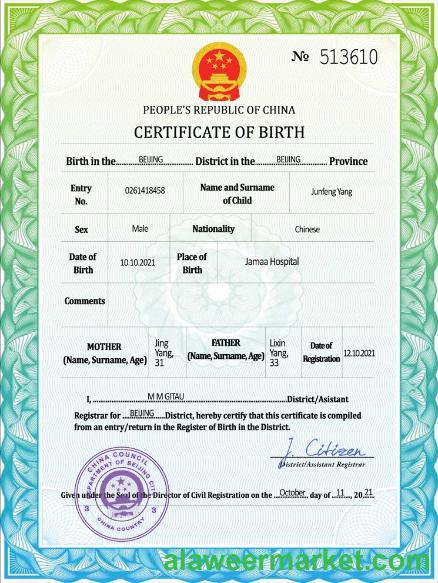 № 513610
PEOPLE'S REPUBLIC OF CHINA
CERTIFICATE OF BIRTH
Birth in the BEIJING District in the BEIJING Province
Entry No. 0261418458 Name and Surname of Child Junfeng Yang
Sex Male Nationality Chinese
Date of Birth 10.10.2021 Place of Birth Jamaa Hospital
Comments
MOTHER (Name, Surname, Age) Jing Yang, 31 FATHER (Name, Surname, Age) Lixin Yang, 33 Date of Registration 12.10.2021
I, M M GITAU District/Asistant
Registrar for BEIJING District, hereby certify that this certificate is compiled
from an entry/return in the Register of Birth in the District.
J. Citizen
District/Assistant Registrar
Given under the Seal of the Director of Civil Registration on the October day of 11, 2021
CHINA COUNCIL
DEPARTMENT OF BEIJING CITY
CHINA COUNTRY
alaweermarket.com